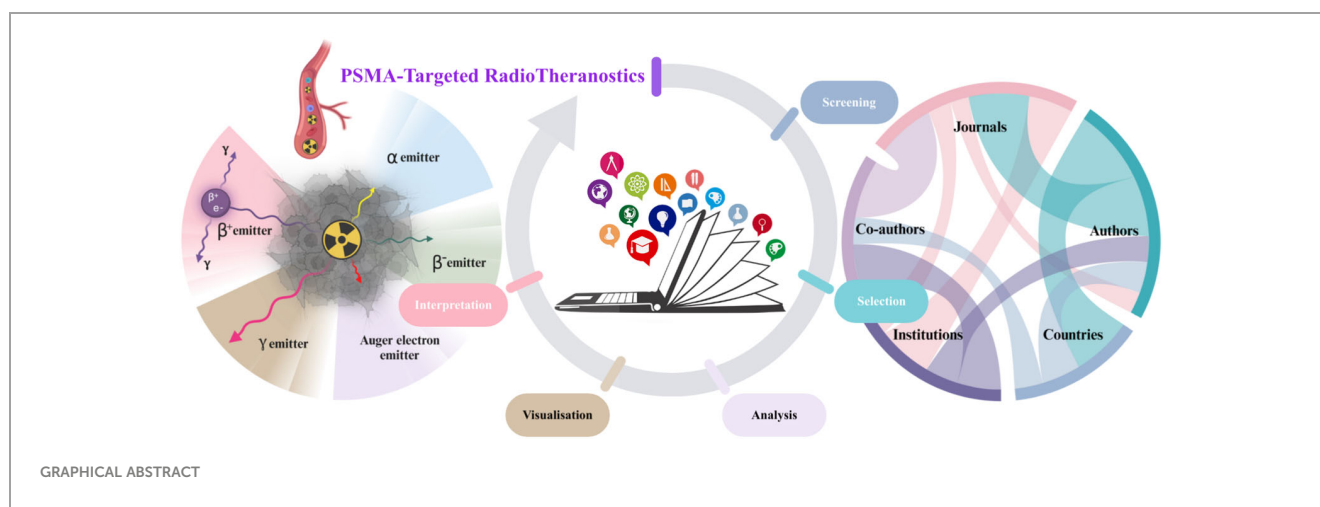 PSMA-Targeted RadioTheranostics
Screening
Journals
α emitter
γ
β+
e-
β+emitter
γ
β-emitter
Co-authors
Authors
Interpretation
Selection
γ emitter
Auger electron
emitter
Institutions
Countries
Visualisation
Analysis
GRAPHICAL ABSTRACT